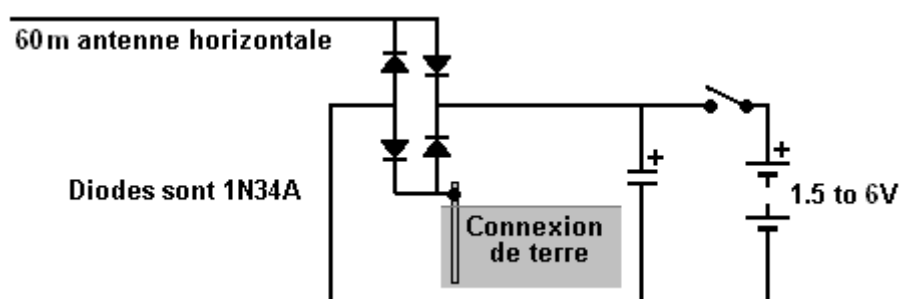 60m antenne horizontale
Diodes sont 1N34A
+
+
1.5 to 6V
Connexion
de terre